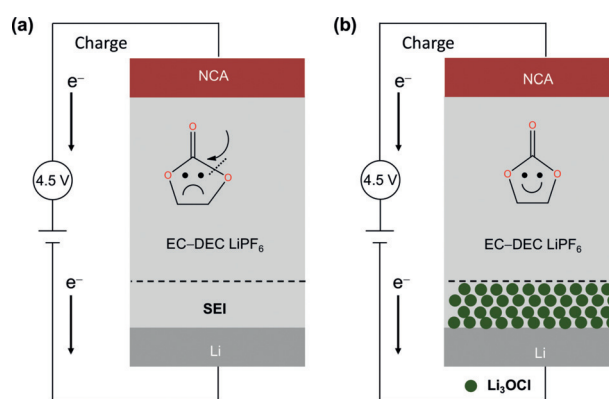 (a)
Charge
e⁻
NCA
O
O
O
4.5 V
EC–DEC LiPF₆
e⁻
SEI
Li
(b)
Charge
e⁻
NCA
O
O
O
4.5 V
EC–DEC LiPF₆
e⁻
Li
Li₃OCl